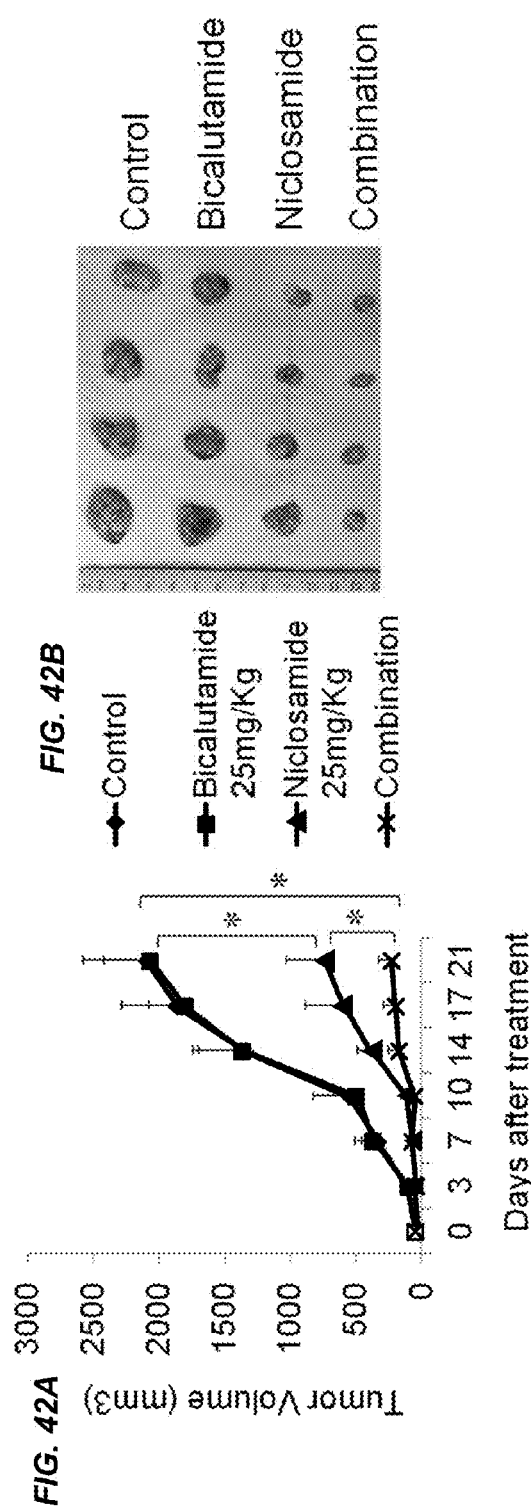 FIG. 42A
Tumor Volume (mm3)
3000
2500
2000
1500
1000
500
0
0 3 7 10 14 17 21
Days after treatment
*
*
*
Control
Bicalutamide
25mg/Kg
Niclosamide
25mg/Kg
Combination
FIG. 42B
Control
Bicalutamide
Niclosamide
Combination